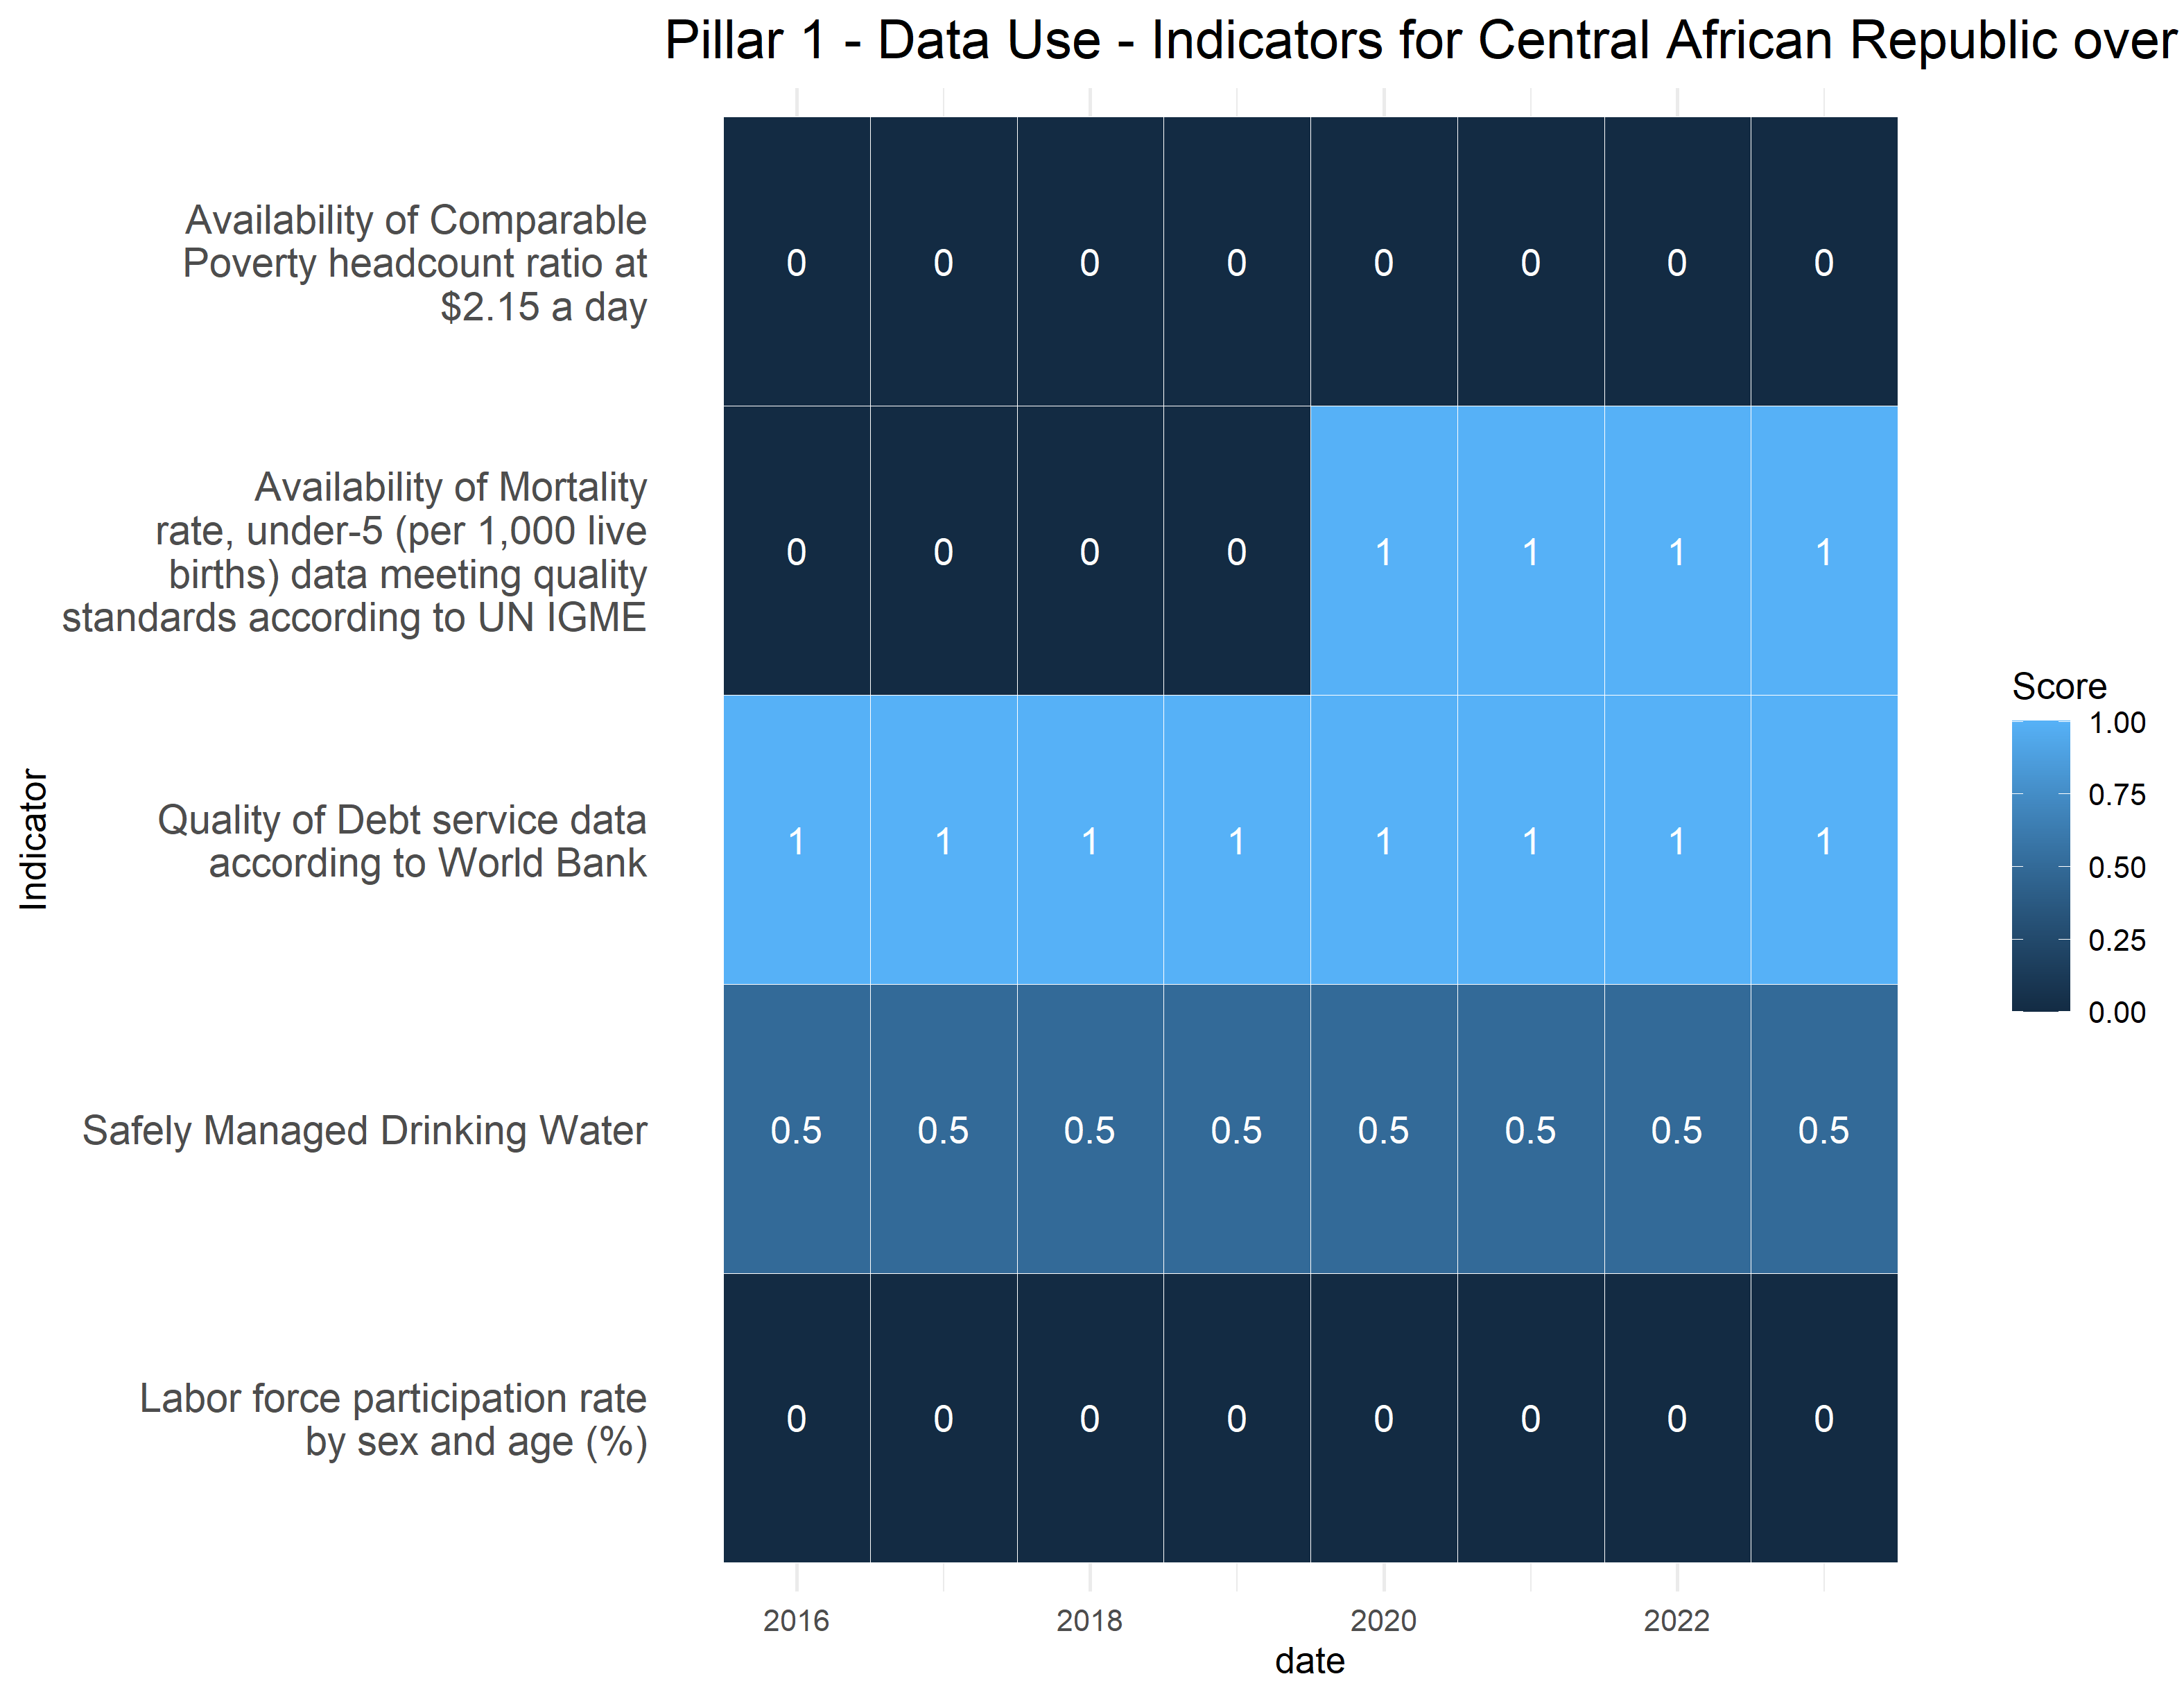 Pillar 1 - Data Use - Indicators for Central African Republic over
Availability of Comparable
Poverty headcount ratio at
$2.15 a day
0 0 0 0 0 0 0 0
Availability of Mortality
rate, under-5 (per 1,000 live
births) data meeting quality
standards according to UN IGME
0 0 0 0 1 1 1 1
Quality of Debt service data
according to World Bank
1 1 1 1 1 1 1 1
Safely Managed Drinking Water
0.5 0.5 0.5 0.5 0.5 0.5 0.5 0.5
Labor force participation rate
by sex and age (%)
0 0 0 0 0 0 0 0
Indicator
2016 2018 2020 2022
date
Score
1.00
0.75
0.50
0.25
0.00